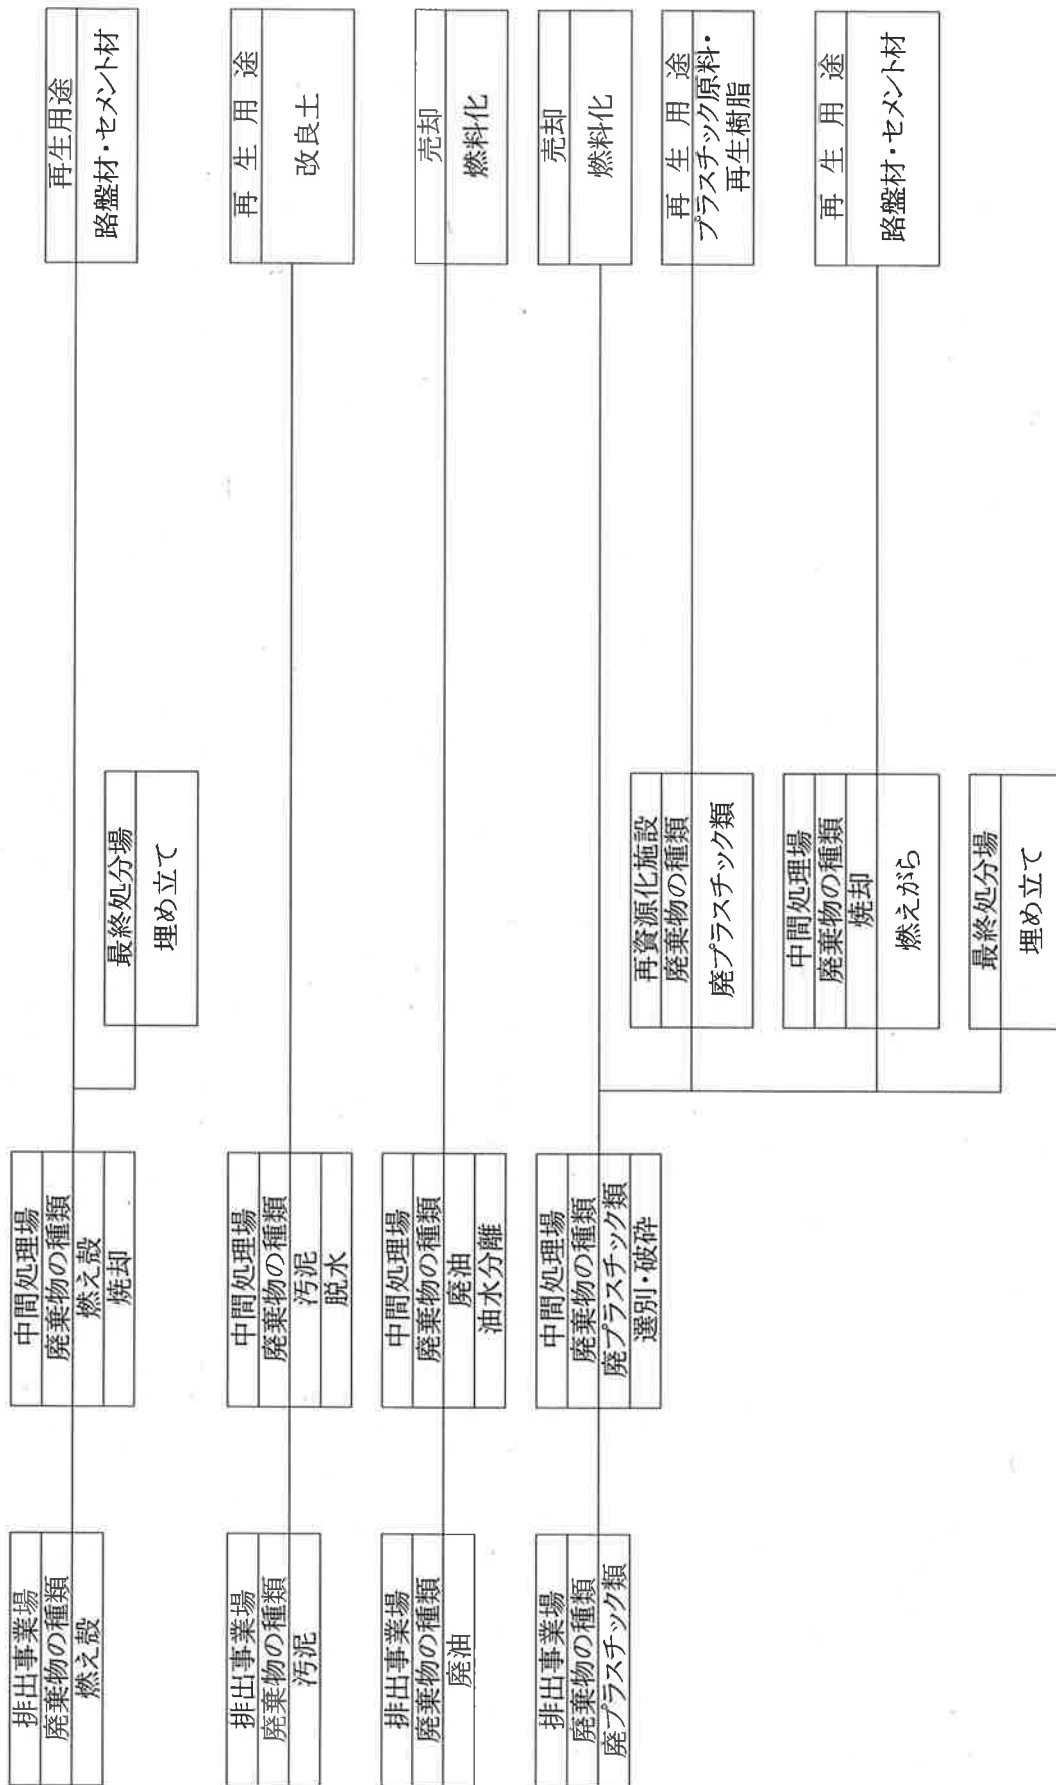 排出事業場
廃棄物の種類
燃え殻
中間処理場
廃棄物の種類
燃え殻
焼却
最終処分場
埋め立て
再生用途
路盤材・セメント材
排出事業場
廃棄物の種類
汚泥
中間処理場
廃棄物の種類
汚泥
脱水
再生用途
改良土
排出事業場
廃棄物の種類
廃油
中間処理場
廃棄物の種類
廃油
油水分離
売却
燃料化
排出事業場
廃棄物の種類
廃プラスチック類
中間処理場
廃棄物の種類
廃プラスチック類
選別・破砕
売却
燃料化
再資源化施設
廃棄物の種類
廃プラスチック類
再生用途
プラスチック原料・
再生樹脂
中間処理場
廃棄物の種類
焼却
燃えがら
再生用途
路盤材・セメント材
最終処分場
埋め立て